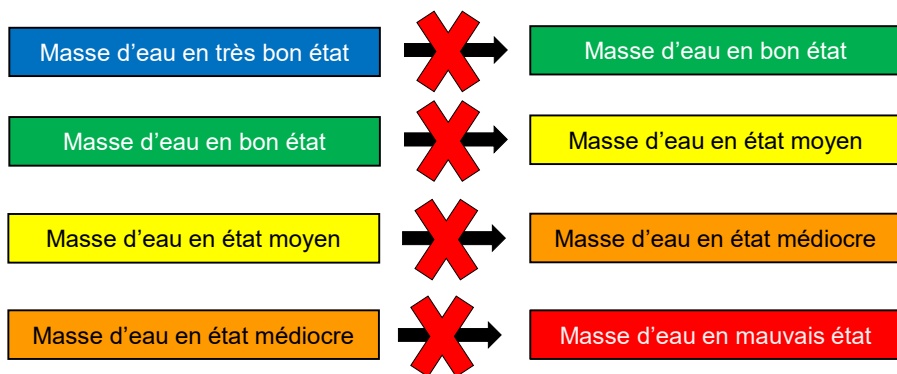 Masse d’eau en très bon état
Masse d’eau en bon état
Masse d’eau en bon état
Masse d’eau en état moyen
Masse d’eau en état moyen
Masse d’eau en état médiocre
Masse d’eau en état médiocre
Masse d’eau en mauvais état